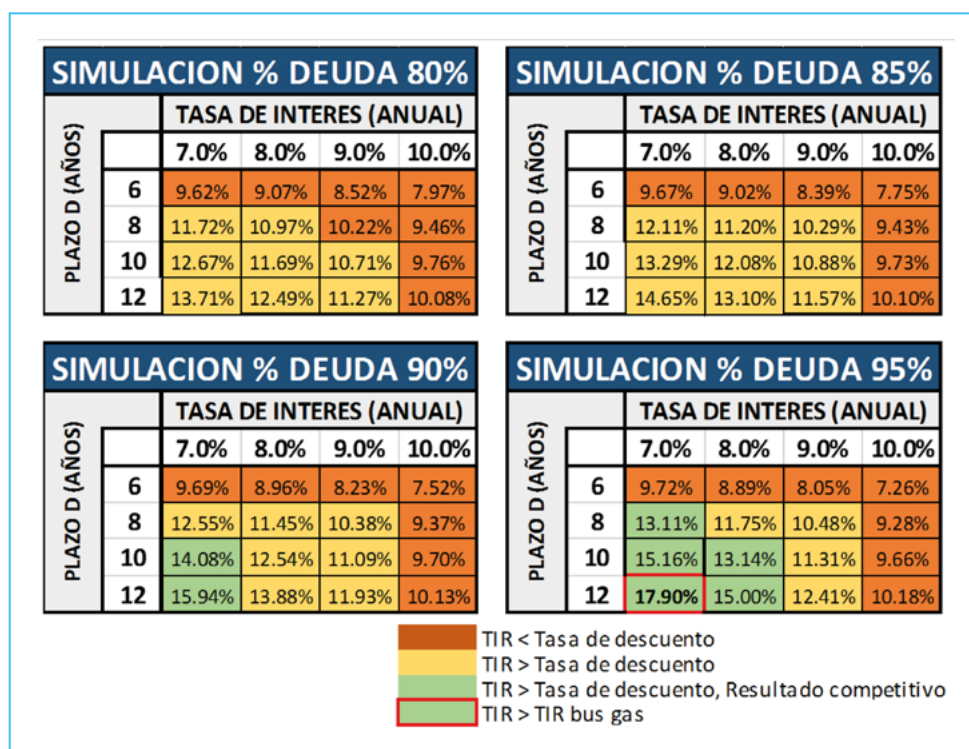 SIMULACION % DEUDA 80%
TASA DE INTERES (ANUAL)
PLAZO D (AÑOS)
7.0% 8.0% 9.0% 10.0%
6 9.62% 9.07% 8.52% 7.97%
8 11.72% 10.97% 10.22% 9.46%
10 12.67% 11.69% 10.71% 9.76%
12 13.71% 12.49% 11.27% 10.08%
SIMULACION % DEUDA 85%
TASA DE INTERES (ANUAL)
PLAZO D (AÑOS)
7.0% 8.0% 9.0% 10.0%
6 9.67% 9.02% 8.39% 7.75%
8 12.11% 11.20% 10.29% 9.43%
10 13.29% 12.08% 10.88% 9.73%
12 14.65% 13.10% 11.57% 10.10%
SIMULACION % DEUDA 90%
TASA DE INTERES (ANUAL)
PLAZO D (AÑOS)
7.0% 8.0% 9.0% 10.0%
6 9.69% 8.96% 8.23% 7.52%
8 12.55% 11.45% 10.38% 9.37%
10 14.08% 12.54% 11.09% 9.70%
12 15.94% 13.88% 11.93% 10.13%
SIMULACION % DEUDA 95%
TASA DE INTERES (ANUAL)
PLAZO D (AÑOS)
7.0% 8.0% 9.0% 10.0%
6 9.72% 8.89% 8.05% 7.26%
8 13.11% 11.75% 10.48% 9.28%
10 15.16% 13.14% 11.31% 9.66%
12 17.90% 15.00% 12.41% 10.18%
TIR < Tasa de descuento
TIR > Tasa de descuento
TIR > Tasa de descuento, Resultado competitivo
TIR > TIR bus gas